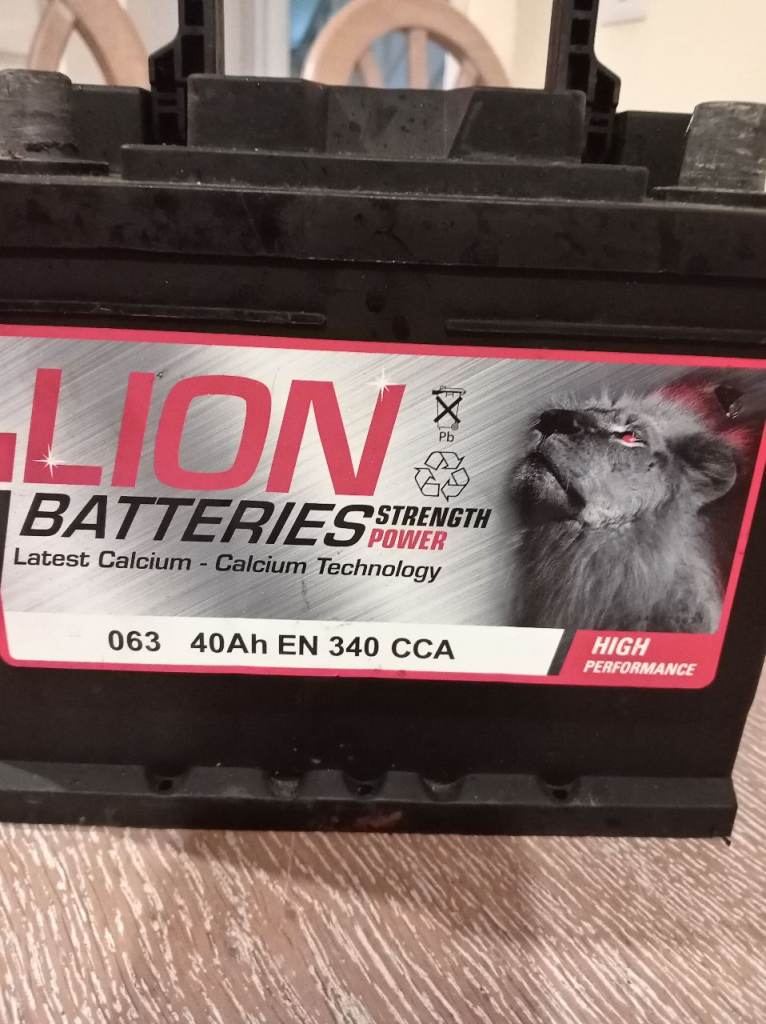 LION
Pb
BATTERIES STRENGTH
POWER
Latest Calcium - Calcium Technology
063 40Ah EN 340 CCA
HIGH
PERFORMANCE